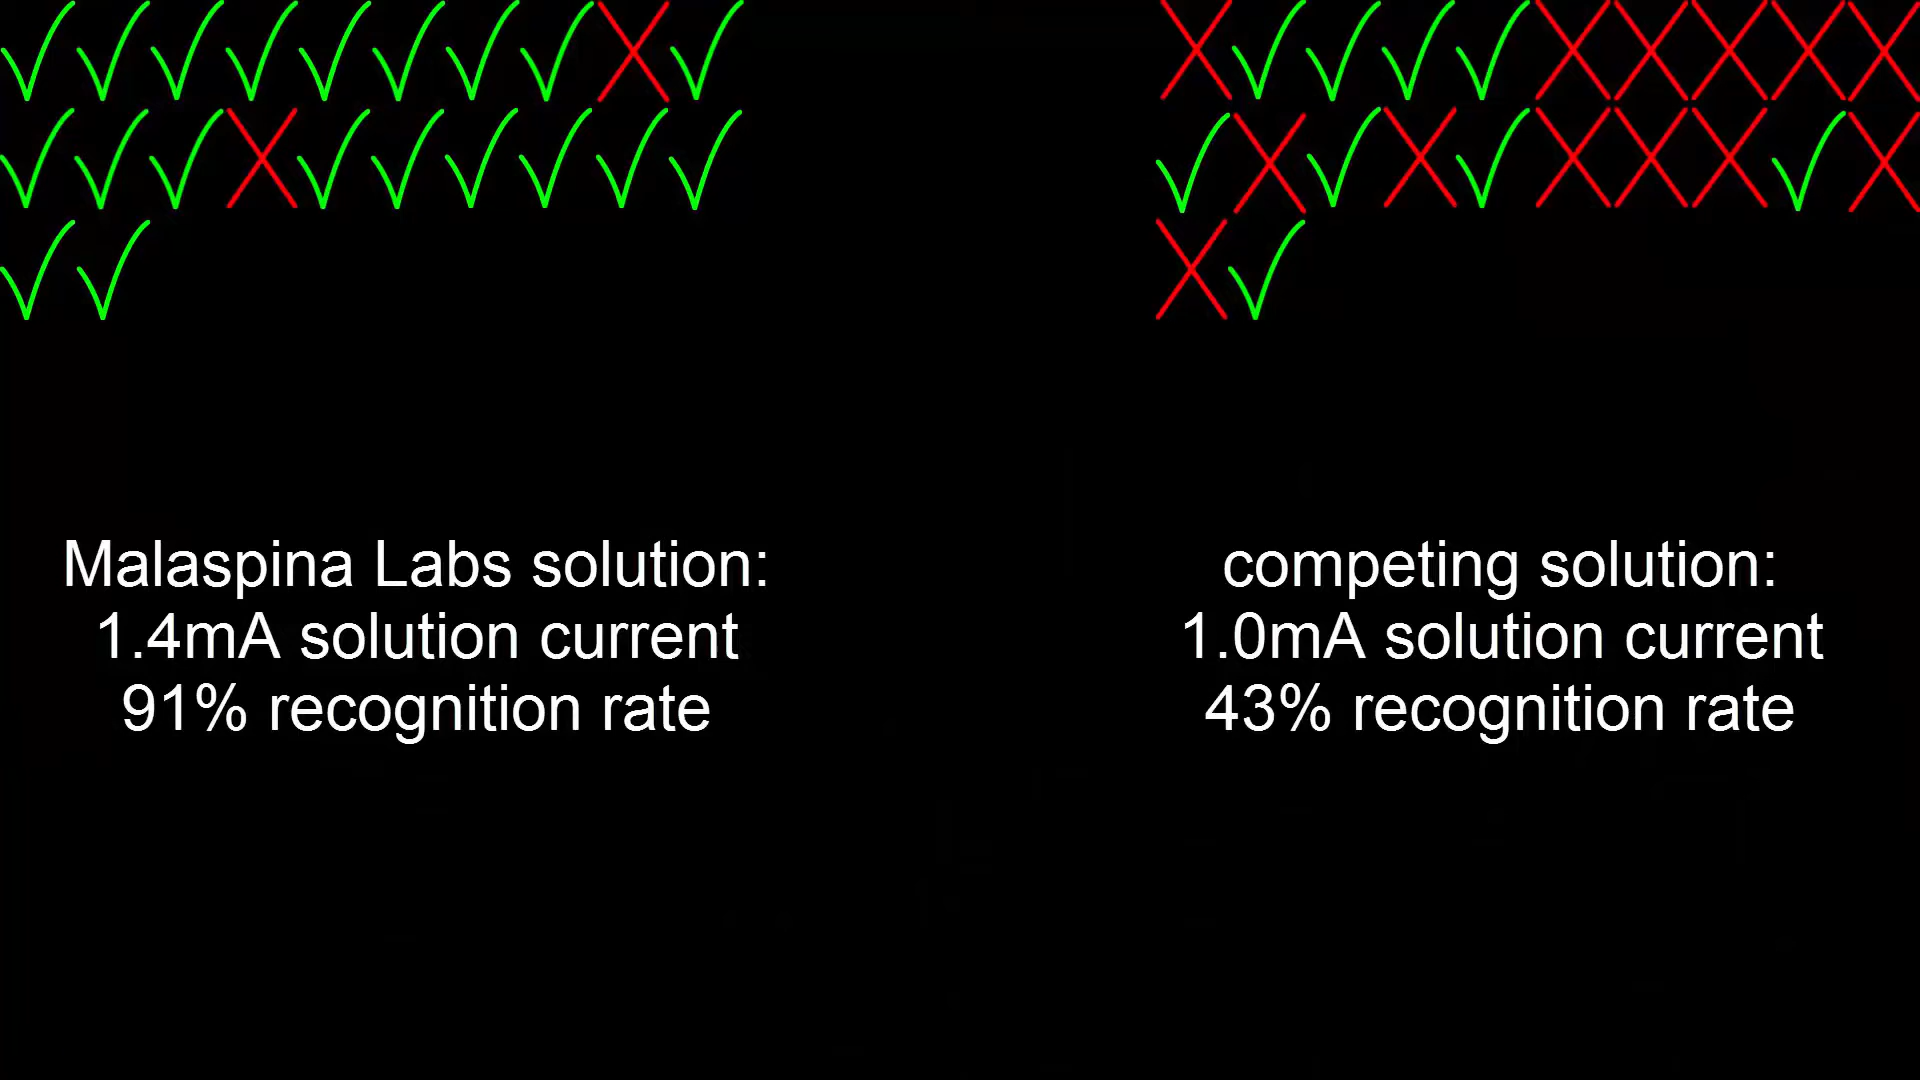 Malaspina Labs solution:
1.4mA solution current
91% recognition rate
competing solution:
1.0mA solution current
43% recognition rate